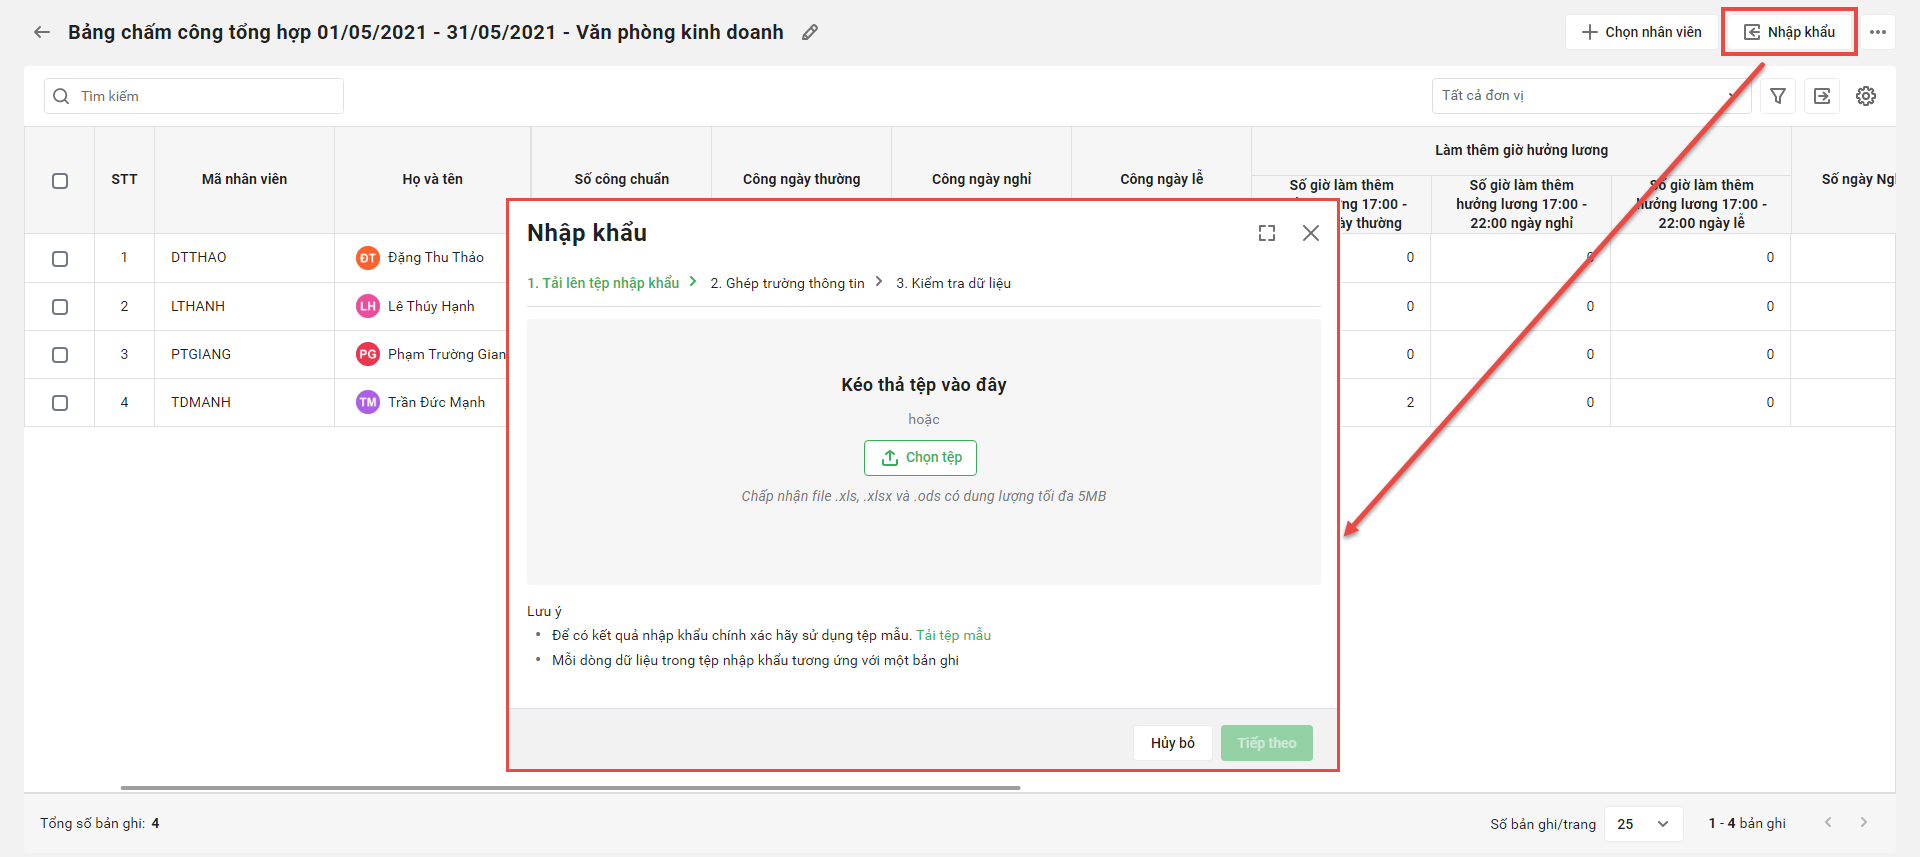 Bảng chấm công tổng hợp 01/05/2021 - 31/05/2021 - Văn phòng kinh doanh
Chọn nhân viên
Nhập khẩu
Tìm kiếm
Tất cả đơn vị
STT
Mã nhân viên
Họ và tên
Số công chuẩn
Công ngày thường
Công ngày nghỉ
Công ngày lễ
Làm thêm giờ hưởng lương
Số giờ làm thêm
17:00 -
thường
Số giờ làm thêm
hưởng lương 17:00 -
22:00 ngày nghỉ
Số giờ làm thêm
hưởng lương 17:00 -
22:00 ngày lễ
Số ngày
1 DTTHAO ĐT Đặng Thu Thảo 0 0 0
2 LTHANH LH Lê Thúy Hạnh 0 0 0
3 PTGIANG PG Phạm Trường 0 0 0
4 TDMANH TM Trần Đức Mạnh 2 0 0
Nhập khẩu
1. Tải lên tệp nhập khẩu
2. Ghép trường thông tin
3. Kiểm tra dữ liệu
Kéo thả tệp vào đây
hoặc
Chọn tệp
Chấp nhận file .xls, .xlsx và .ods có dung lượng tối đa 5MB
Lưu ý
• Để có kết quả nhập khẩu chính xác hãy sử dụng tệp mẫu. Tải tệp mẫu
• Mỗi dòng dữ liệu trong tệp nhập khẩu tương ứng với một bản ghi
Hủy bỏ
Tiếp theo
Tổng số bản ghi: 4
Số bản ghi/trang
25
1 - 4 bản ghi